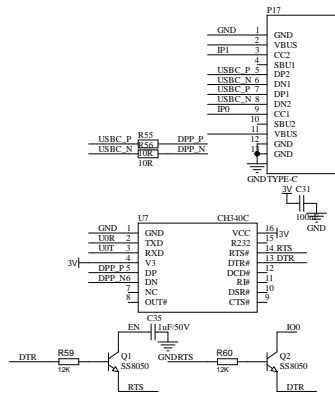 P17
GND 1 GND
2 VBUS
IP1 3 CC2
4 SBU1
USBC_P 5 DP2
USBC_N 6 DN1
USBC_P 7 DP1
USBC_N 8 DN2
IP0 9 CC1
10 SBU2
11 VBUS
12 GND
13 GND
USBC_P R55 DPP_P
USBC_N R56 DPP_N
10R
10R
GND TYPE-C
3V C31
100nF
GND
U7 CH340C
GND 1 GND VCC 16 3V
U0R 2 TXD R232 15
U0T 3 RXD RTS# 14 RTS
3V 4 V3 DTR# 13 DTR
DPP_P 5 DP DCD# 12
DPP_N 6 DN RI# 11
7 NC DSR# 10
8 OUT# CTS# 9
C35
EN 1uF/50V IO0
DTR R59 Q1 GND RTS R60 Q2
12K SS8050 12K SS8050
RTS DTR